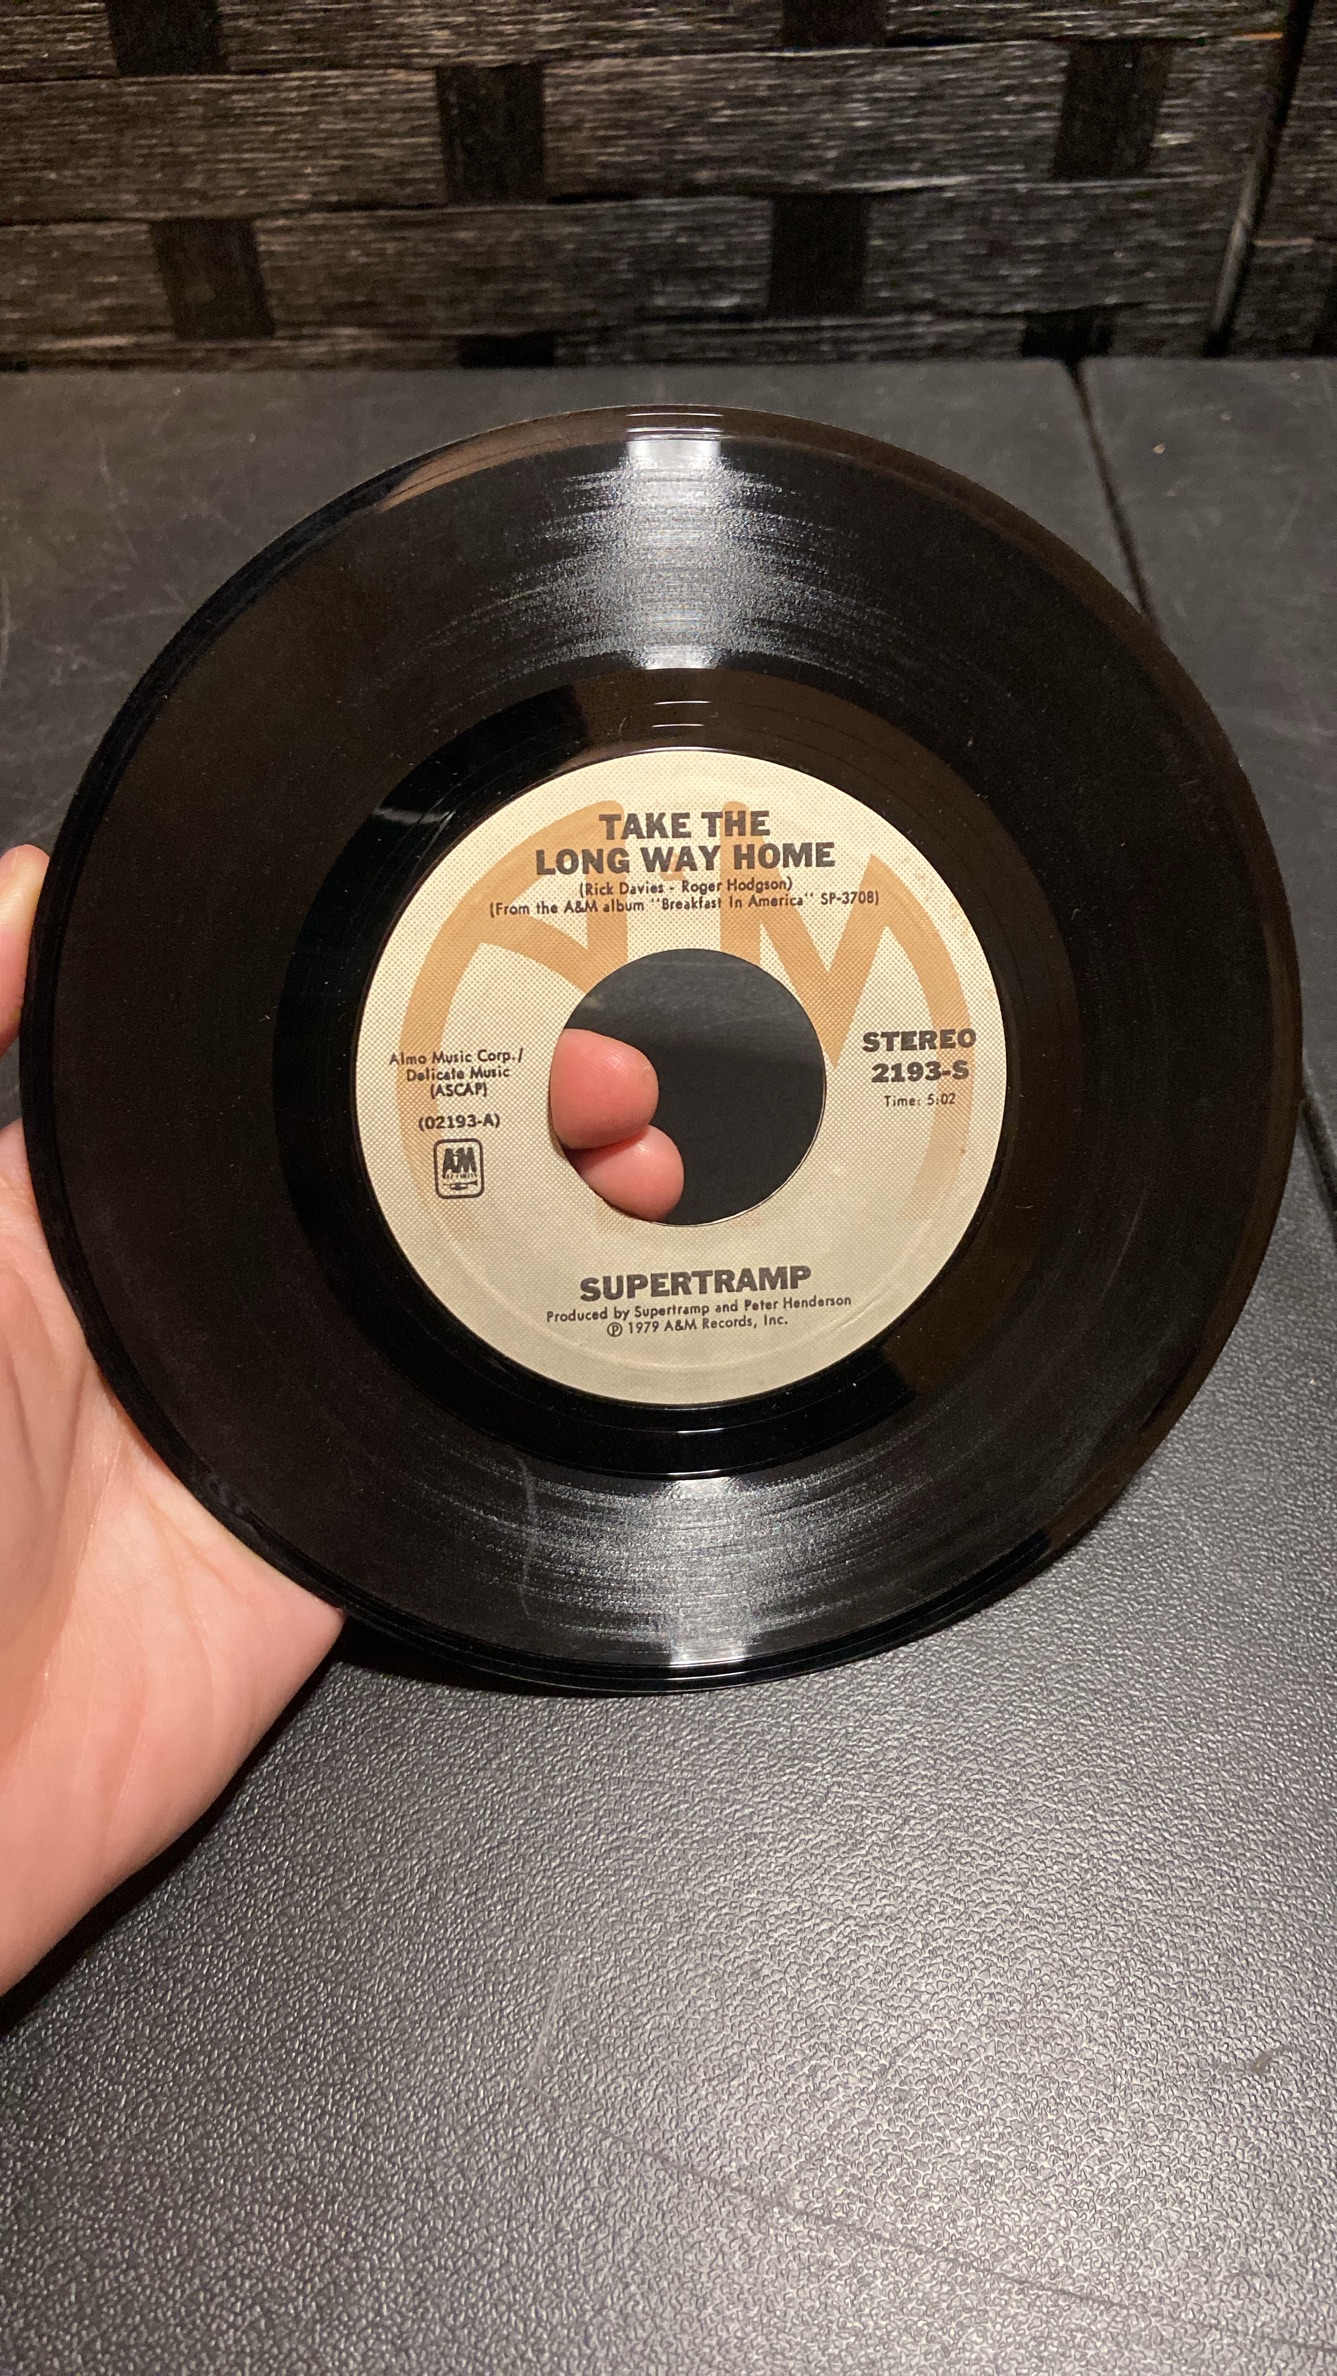 TAKE THE
LONG WAY HOME
(Rick Davies - Roger Hodgson)
(From the A&M album "Breakfast In America" SP-3708)
STEREO
2193-S
Time: 5:02
Almo Music Corp./
Delicate Music
(ASCAP)
(02193-A)
A&M
SUPERTRAMP
Produced by Supertramp and Peter Henderson
℗ 1979 A&M Records, Inc.